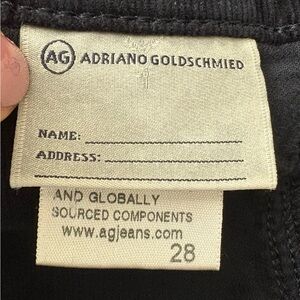 AG ADRIANO GOLDSCHMIED
NAME:
ADDRESS:
AND GLOBALLY
SOURCED COMPONENTS
www.agjeans.com
28